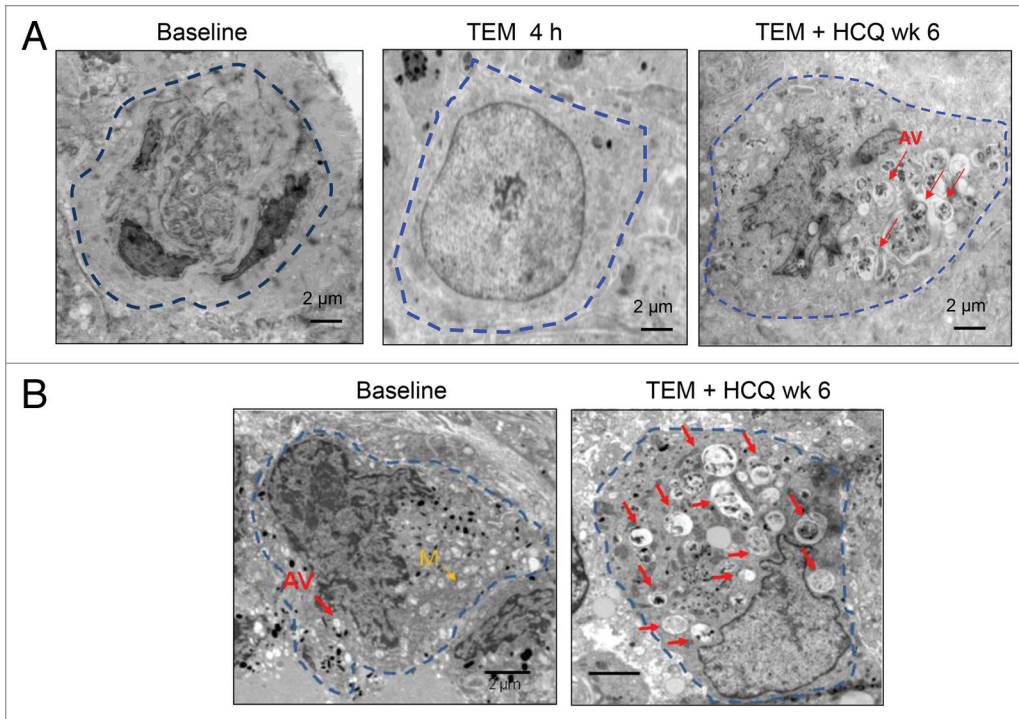 A
Baseline
TEM 4 h
TEM + HCQ wk 6
AV
2 µm
2 µm
2 µm
B
Baseline
TEM + HCQ wk 6
M
AV
2 µm